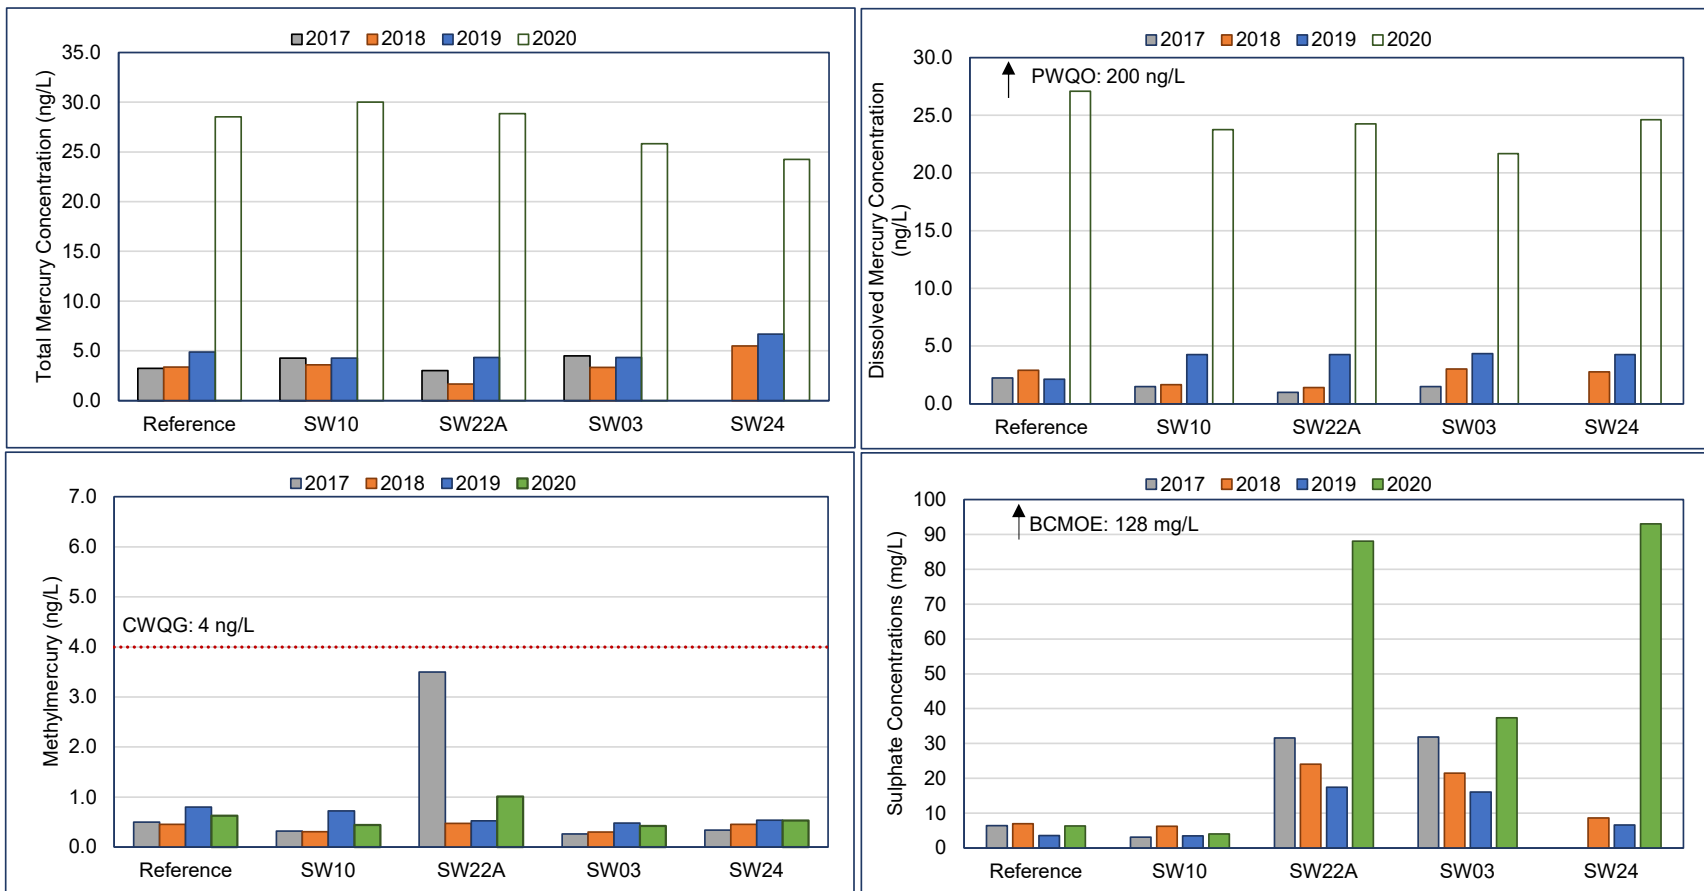 2017 2018 2019 2020
35.0
30.0
25.0
20.0
15.0
10.0
5.0
0.0
Total Mercury Concentration (ng/L)
Reference SW10 SW22A SW03 SW24
2017 2018 2019 2020
30.0
25.0
20.0
15.0
10.0
5.0
0.0
Dissolved Mercury Concentration
(ng/L)
PWQO: 200 ng/L
Reference SW10 SW22A SW03 SW24
2017 2018 2019 2020
7.0
6.0
5.0
4.0
3.0
2.0
1.0
0.0
Methylmercury (ng/L)
CWQG: 4 ng/L
Reference SW10 SW22A SW03 SW24
2017 2018 2019 2020
100
90
80
70
60
50
40
30
20
10
0
Sulphate Concentrations (mg/L)
BCMOE: 128 mg/L
Reference SW10 SW22A SW03 SW24